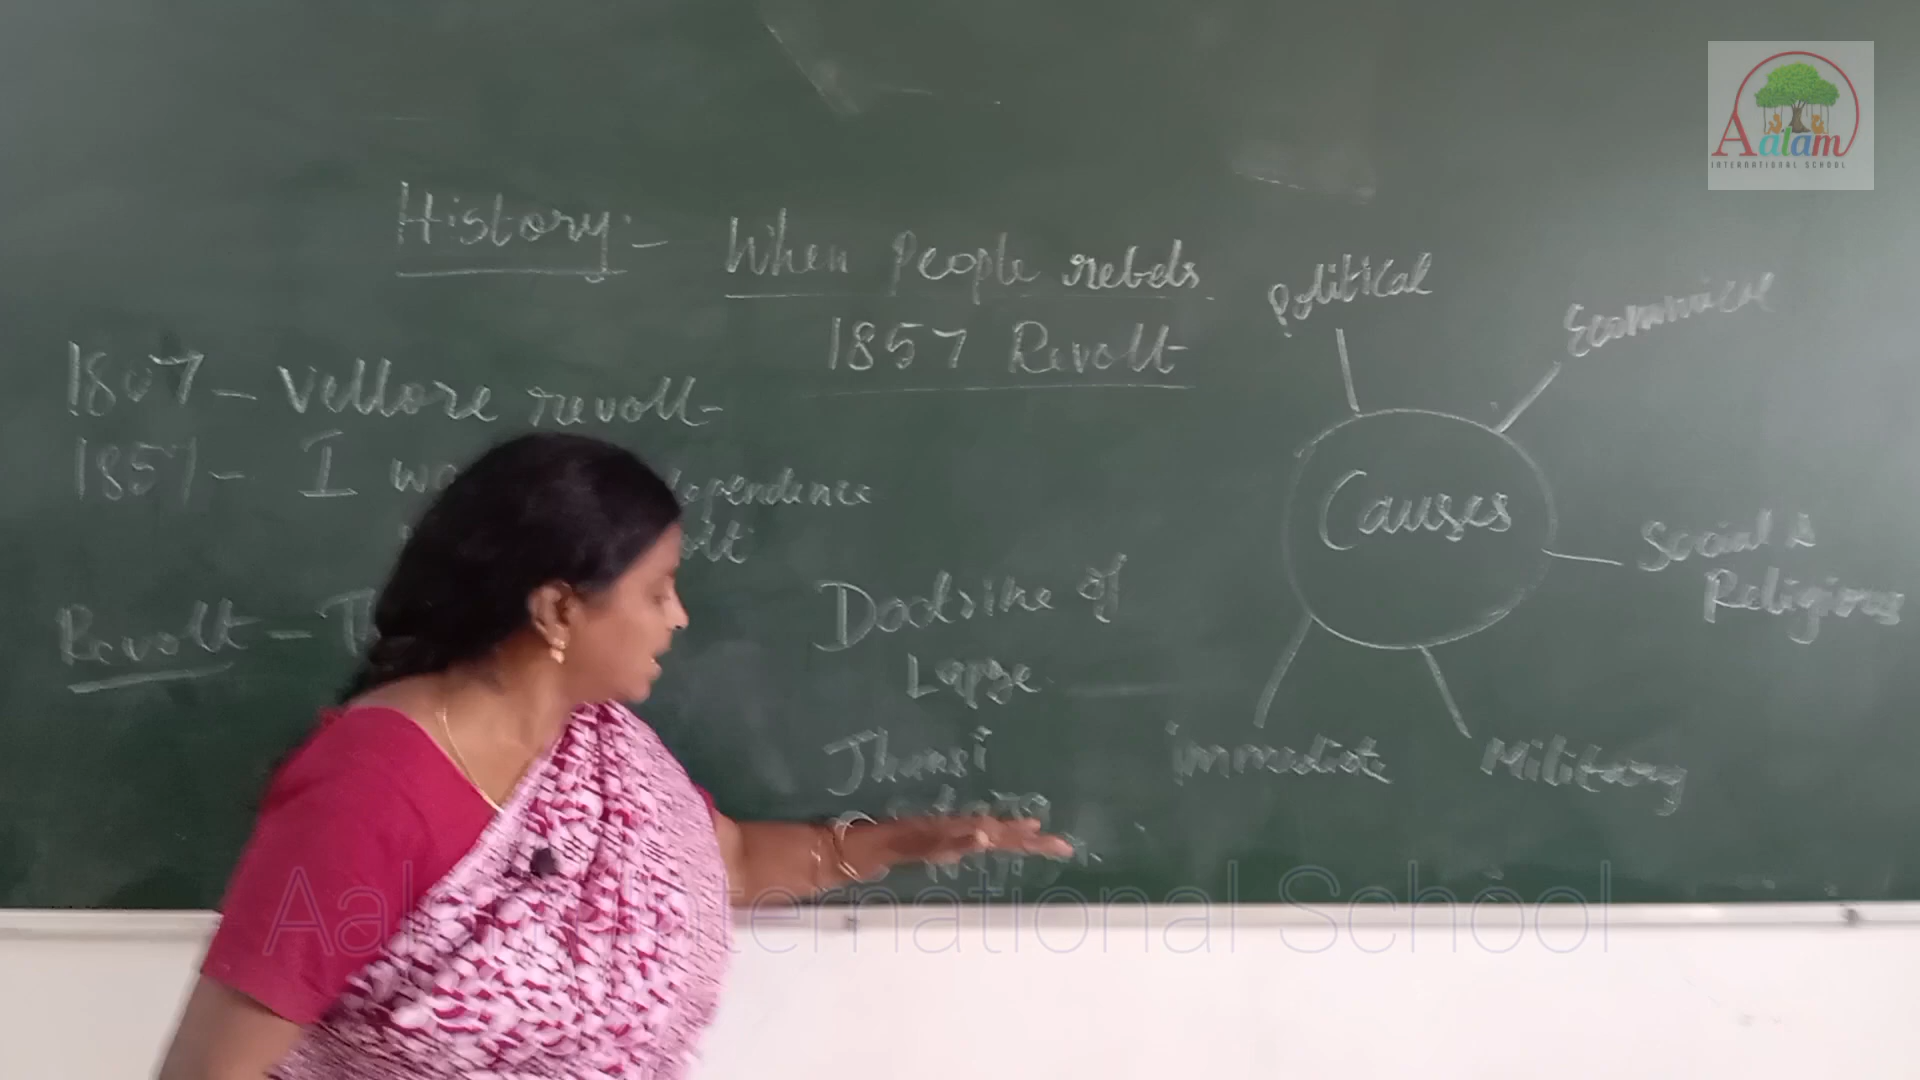 Aalam
INTERNATIONAL SCHOOL
History:-
When People rebels
1857 Revolt
1807 - Vellore revolt
1857 - I
Revolt -
Doctrine of
Lapse
Jhansi
Causes
Political
Economical
Social &
Religious
Military
immediate
Aalam International School